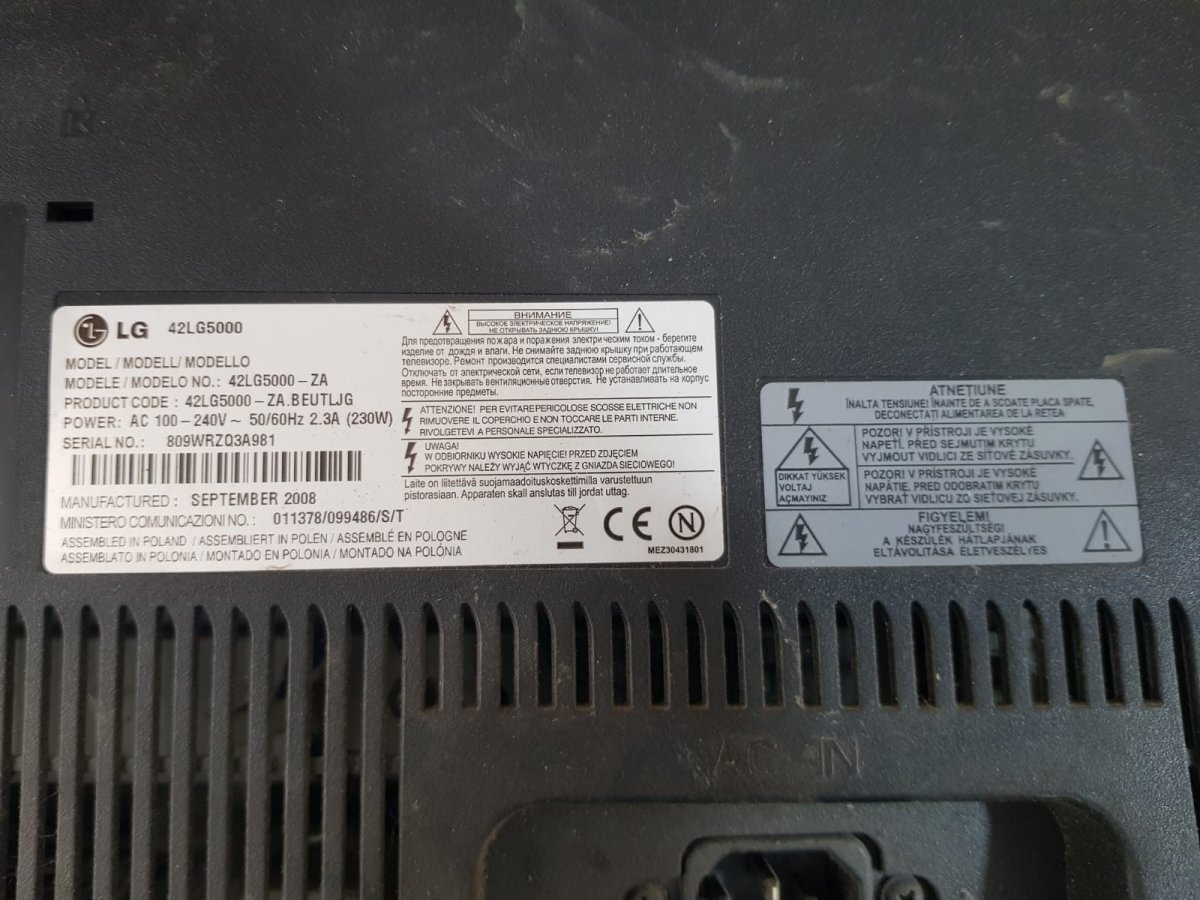 LG 42LG5000
MODEL / MODELL/ MODELLO
MODELE / MODELO NO. : 42LG5000-ZA
PRODUCT CODE : 42LG5000-ZA.BEUTLJG
POWER: AC 100-240V~ 50/60Hz 2.3A (230W)
SERIAL NO. : 809WRZQ3A981
MANUFACTURED : SEPTEMBER 2008
MINISTERO COMUNICAZIONI NO. : 011378/099486/S/T
ASSEMBLED IN POLAND / ASSEMBLIERT IN POLEN / ASSEMBLÉ EN POLOGNE
ASSEMBLATO IN POLONIA / MONTADO EN POLONIA / MONTADO NA POLÓNIA
ВНИМАНИЕ
ВЫСОКОЕ ЭЛЕКТРИЧЕСКОЕ НАПРЯЖЕНИЕ!
НЕ ОТКРЫВАТЬ ЗАДНЮЮ КРЫШКУ!
Для предотвращения пожара и поражения электрическим током - берегите
изделие от дождя и влаги. Не снимайте заднюю крышку при работающем
телевизоре. Ремонт производится специалистами сервисной службы.
Отключать от электрической сети, если телевизор не работает длительное
время. Не закрывать вентиляционные отверстия. Не устанавливать на корпус
посторонние предметы.
ATTENZIONE! PER EVITAREPERICOLOSE SCOSSE ELETTRICHE NON
RIMUOVERE IL COPERCHIO E NON TOCCARE LE PARTI INTERNE.
RIVOLGETEVI A PERSONALE SPECIALIZZATO.
UWAGA!
W ODBIORNIKU WYSOKIE NAPIĘCIE! PRZED ZDJĘCIEM
POKRYWY NALEŻY WYJĄĆ WTYCZKĘ Z GNIAZDA SIECIOWEGO!
Laite on liitettävä suojamaadoituskoskettimilla varustettuun
pistorasiaan. Apparaten skall anslutas till jordat uttag.
CE N
MEZ30431801
ATNEȚIUNE
ÎNALTA TENSIUNE! ÎNAINTE DE A SCOATE PLACA SPATE,
DECONECTAȚI ALIMENTAREA DE LA REȚEA
DIKKAT YÜKSEK
VOLTAJ
AÇMAYINIZ
POZOR! V PŘÍSTROJI JE VYSOKÉ
NAPĚTÍ. PŘED SEJMUTIM KRYTU
VYJMOUT VIDLICI ZE SÍŤOVÉ ZÁSUVKY.
POZOR! V PRÍSTROJI JE VYSOKÉ
NAPÄTIE. PRED ODOBRATIM KRYTU
VYBRAŤ VIDLICU ZO SIEŤOVEJ ZÁSUVKY.
FIGYELEM!
NAGYFESZÜLTSÉG!
A KÉSZÜLÉK HÁTLAPJÁNAK
ELTÁVOLITÁSA ÉLETVESZÉLYES
AC IN